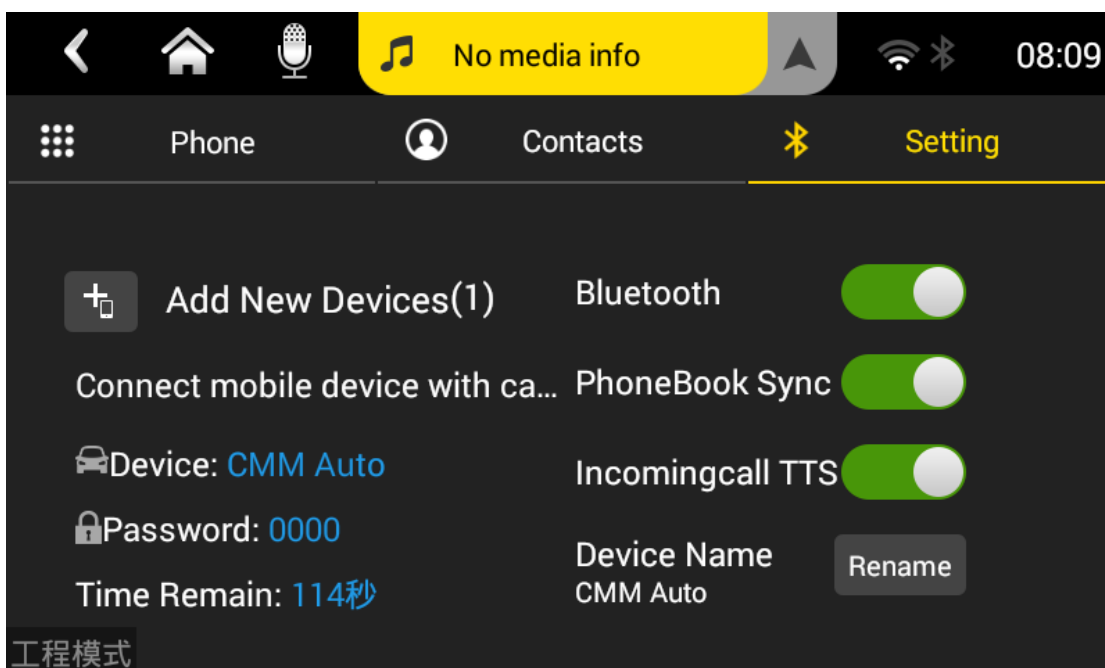 No media info
08:09
Phone
Contacts
Setting
Add New Devices(1)
Bluetooth
Connect mobile device with ca...
PhoneBook Sync
Device: CMM Auto
Incomingcall TTS
Password: 0000
Device Name
CMM Auto
Rename
Time Remain: 114秒
工程模式